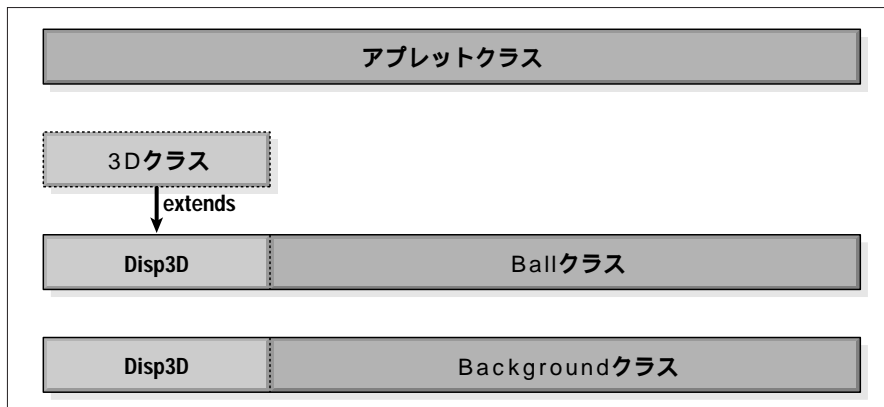 アプレットクラス
3Dクラス
extends
Disp3D
Ballクラス
Disp3D
Backgroundクラス